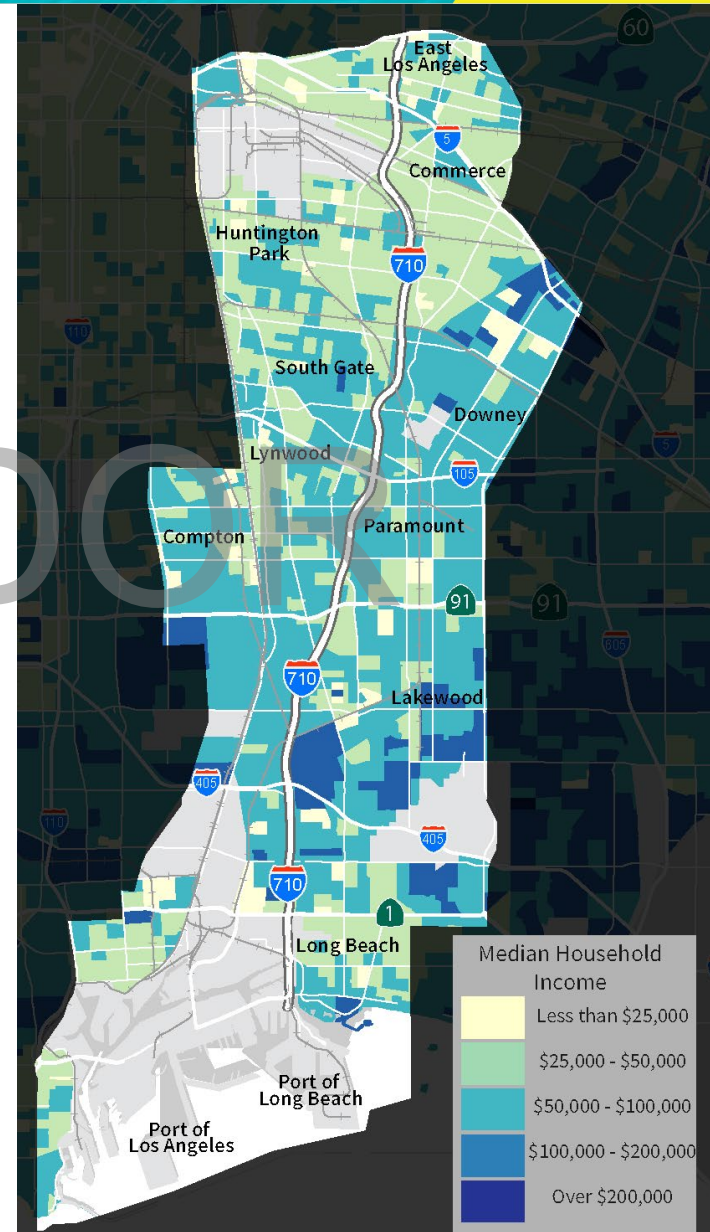 60
East
Los Angeles
5
Commerce
Huntington
Park
710
110
South Gate
Downey
5
Lynwood
105
DOR
Compton
Paramount
91
91
605
710
Lakewood
405
110
405
710
1
Long Beach
Port of
Long Beach
Port of
Los Angeles
Median Household
Income
Less than $25,000
$25,000 - $50,000
$50,000 - $100,000
$100,000 - $200,000
Over $200,000